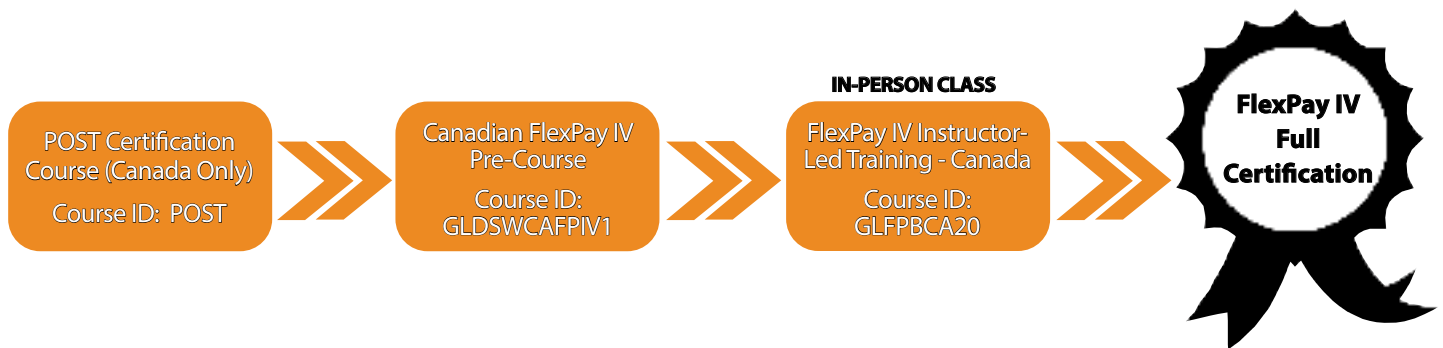 POST Certification
Course (Canada Only)
Course ID:  POST
Canadian FlexPay IV
Pre-Course
Course ID:
GLDSWCAFPIV1
IN-PERSON CLASS
FlexPay IV Instructor-
Led Training - Canada
Course ID:
GLFPBCA20
FlexPay IV
Full
Certification